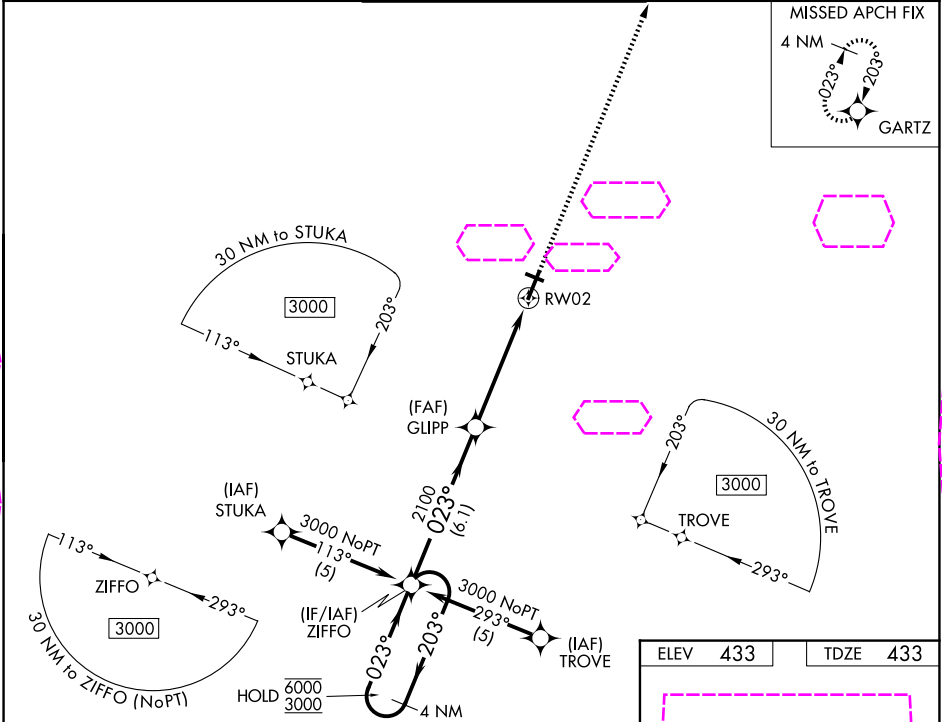 MISSED APCH FIX
4 NM
023°
203°
GARTZ
30 NM to STUKA
3000
203°
113°
STUKA
RW02
(FAF)
GLIPP
30 NM to TROVE
203°
3000
TROVE
293°
2100
023°
(6.1)
(IAF)
STUKA
3000 NoPT
113°
(5)
113°
ZIFFO
293°
3000
30 NM to ZIFFO (NoPT)
(IF/IAF)
ZIFFO
3000 NoPT
293°
(5)
(IAF)
TROVE
023°
203°
HOLD 6000
3000
4 NM
ELEV 433
TDZE 433